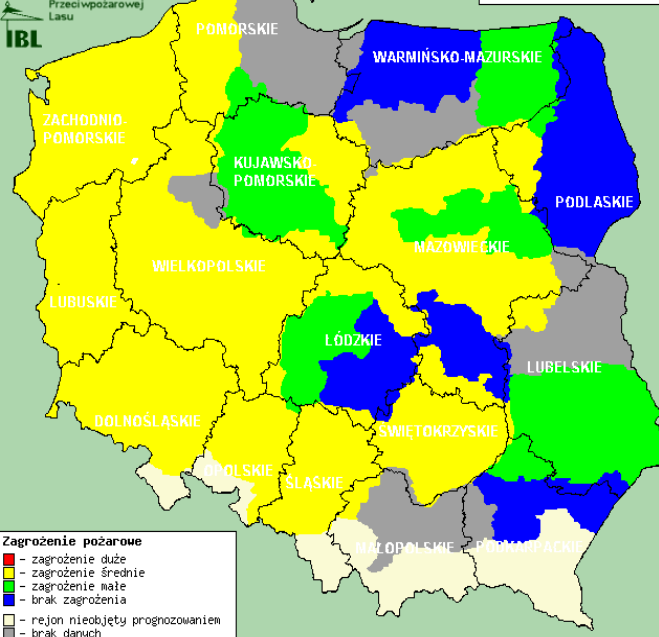 Przeciwpożarowej
Lasu
IBL
POMORSKIE
WARMIŃSKO-MAZURSKIE
ZACHODNIO-
POMORSKIE
KUJAWSKO-
POMORSKIE
PODLASKIE
MAZOWIECKIE
WIELKOPOLSKIE
LUBUSKIE
ŁÓDZKIE
LUBELSKIE
DOLNOŚLĄSKIE
ŚWIĘTOKRZYSKIE
OPOLSKIE
ŚLĄSKIE
MAŁOPOLSKIE
PODKARPACKIE
Zagrożenie pożarowe
- zagrożenie duże
- zagrożenie średnie
- zagrożenie małe
- brak zagrożenia
- rejon nieobjęty prognozowaniem
- brak danych